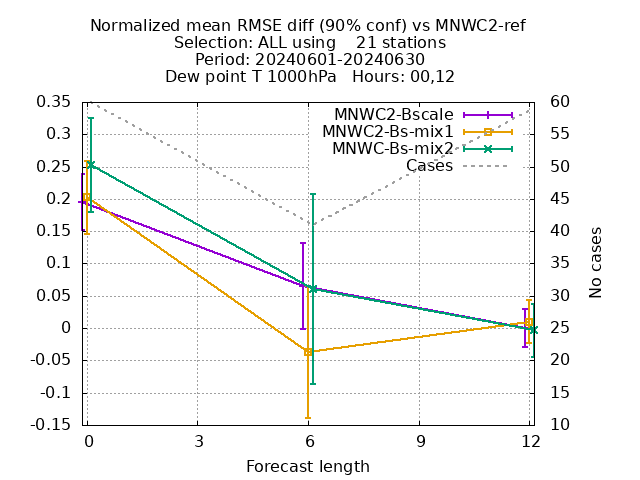 Normalized mean RMSE diff (90% conf) vs MNWC2-ref
Selection: ALL using    21 stations
Period: 20240601-20240630
Dew point T 1000hPa   Hours: 00,12
MNWC2-Bscale
MNWC2-Bs-mix1
MNWC-Bs-mix2
Cases
0.35
0.3
0.25
0.2
0.15
0.1
0.05
0
-0.05
-0.1
-0.15
60
55
50
45
40
35
30
25
20
15
10
No cases
0 3 6 9 12
Forecast length